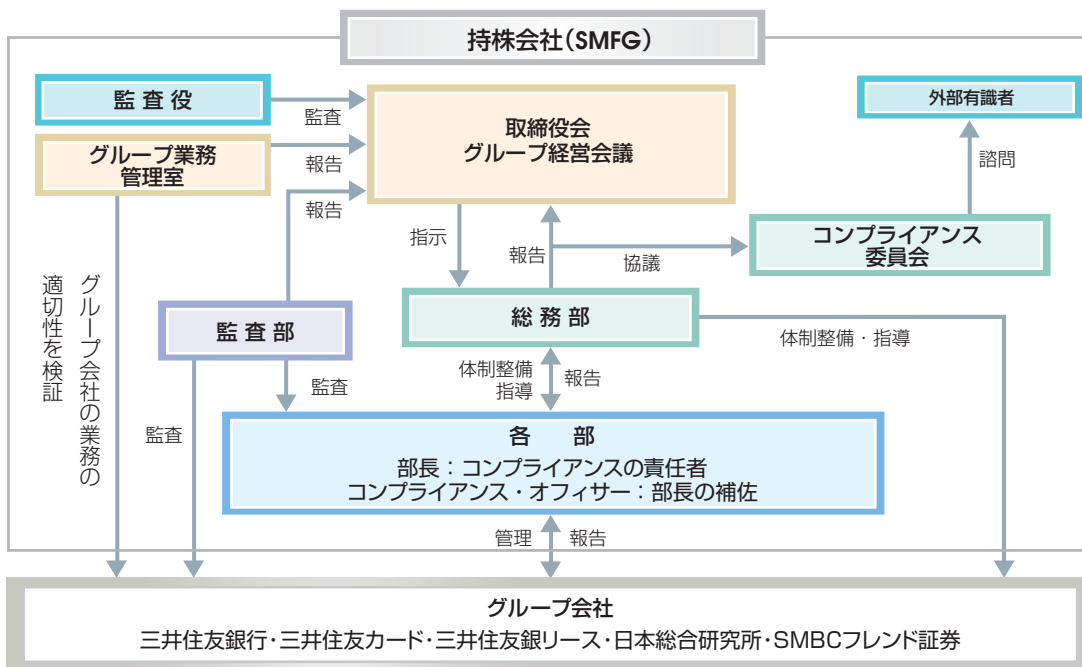 持株会社(SMFG)
監査役
監査
取締役会
グループ経営会議
外部有識者
グループ業務
管理室
報告
諮問
報告
指示
報告
協議
コンプライアンス
委員会
グループ会社の業務の
適切性を検証
監査部
総務部
体制整備・指導
監査
体制整備
指導
報告
監査
各　部
部長：コンプライアンスの責任者
コンプライアンス・オフィサー：部長の補佐
管理
報告
グループ会社
三井住友銀行・三井住友カード・三井住友銀リース・日本総合研究所・SMBCフレンド証券